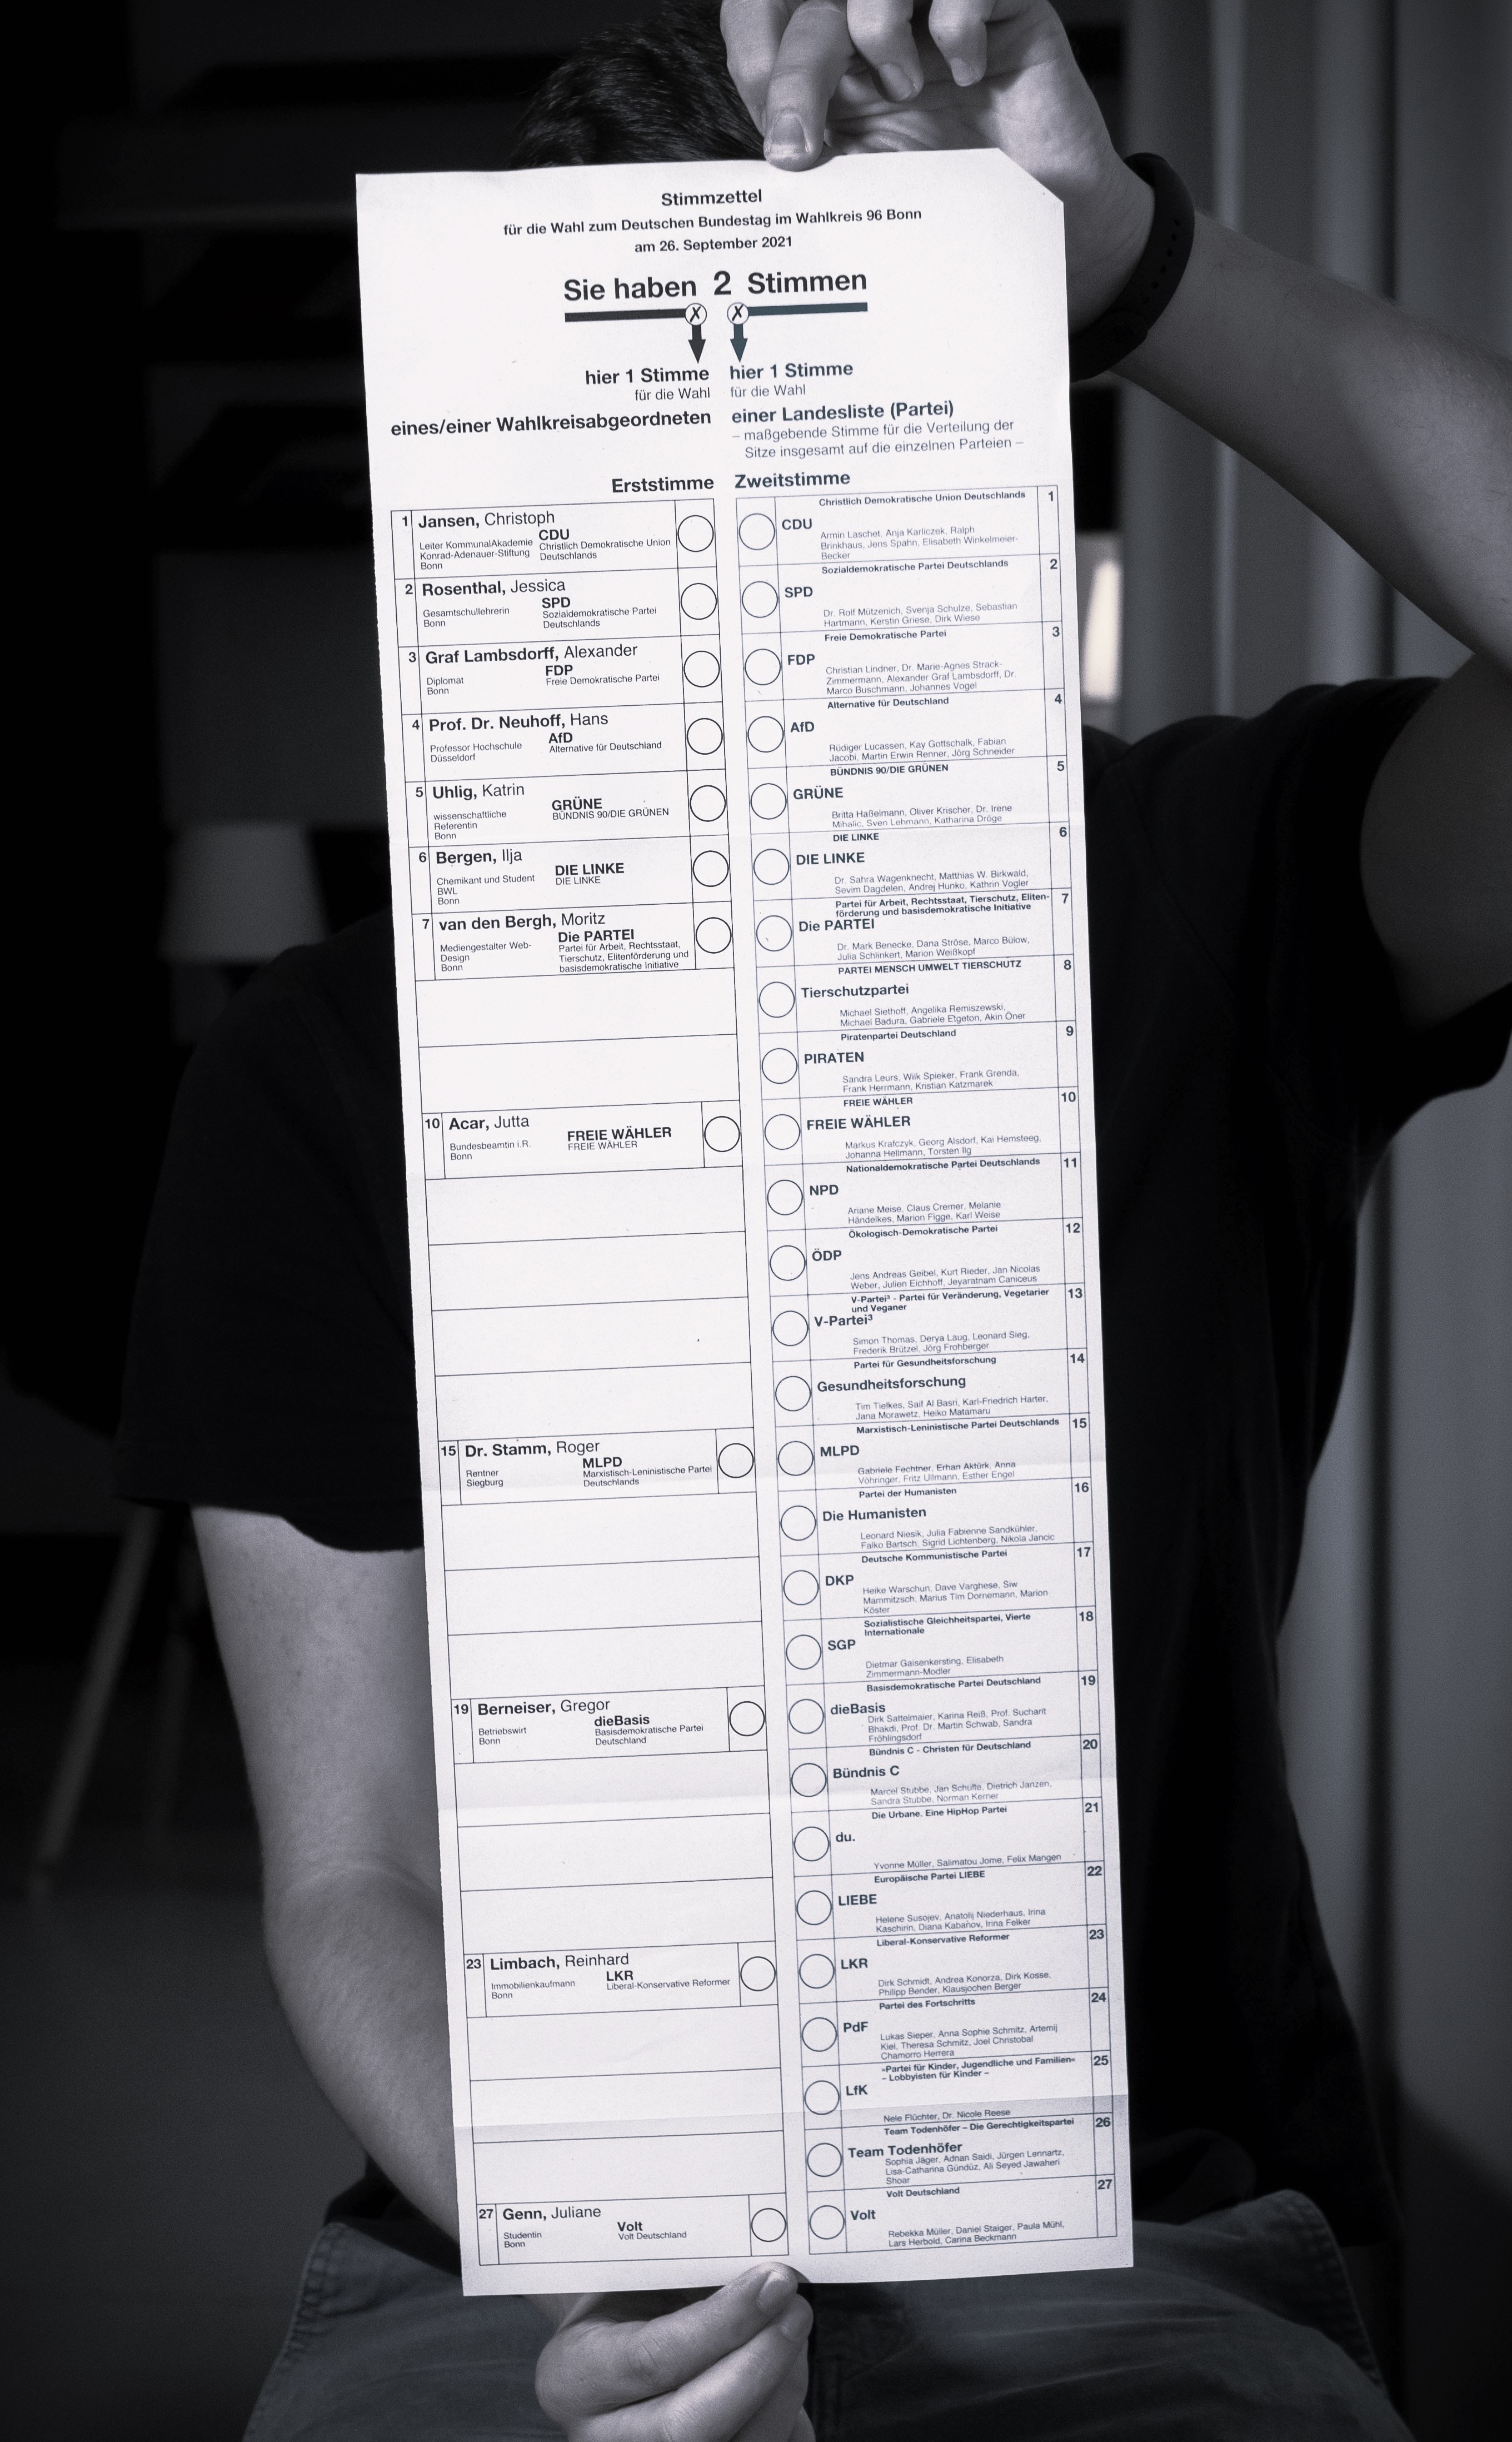 Stimmzettel
für die Wahl zum Deutschen Bundestag im Wahlkreis 96 Bonn
am 26. September 2021
Sie haben 2 Stimmen
X X
hier 1 Stimme
für die Wahl
eines/einer Wahlkreisabgeordneten
hier 1 Stimme
für die Wahl
einer Landesliste (Partei)
– maßgebende Stimme für die Verteilung der
Sitze insgesamt auf die einzelnen Parteien –
Erststimme
1 Jansen, Christoph
CDU
Leiter KommunalAkademie
Konrad-Adenauer-Stiftung
Bonn
Christlich Demokratische Union
Deutschlands
2 Rosenthal, Jessica
SPD
Gesamtschullehrerin
Bonn
Sozialdemokratische Partei
Deutschlands
3 Graf Lambsdorff, Alexander
FDP
Diplomat
Bonn
Freie Demokratische Partei
4 Prof. Dr. Neuhoff, Hans
AfD
Professor Hochschule
Düsseldorf
Alternative für Deutschland
5 Uhlig, Katrin
GRÜNE
wissenschaftliche
Referentin
Bonn
BÜNDNIS 90/DIE GRÜNEN
6 Bergen, Ilja
DIE LINKE
Chemikant und Student
BWL
Bonn
DIE LINKE
7 van den Bergh, Moritz
Die PARTEI
Mediengestalter Web-
Design
Bonn
Partei für Arbeit, Rechtsstaat,
Tierschutz, Elitenförderung und
basisdemokratische Initiative
10 Acar, Jutta
FREIE WÄHLER
Bundesbeamtin i.R.
Bonn
FREIE WÄHLER
15 Dr. Stamm, Roger
MLPD
Rentner
Siegburg
Marxistisch-Leninistische Partei
Deutschlands
19 Berneiser, Gregor
dieBasis
Betriebswirt
Bonn
Basisdemokratische Partei
Deutschland
23 Limbach, Reinhard
LKR
Immobilienkaufmann
Bonn
Liberal-Konservative Reformer
27 Genn, Juliane
Volt
Studentin
Bonn
Volt Deutschland
Zweitstimme
Christlich Demokratische Union Deutschlands 1
CDU
Armin Laschet, Anja Karliczek, Ralph
Brinkhaus, Jens Spahn, Elisabeth Winkelmeier-
Becker
Sozialdemokratische Partei Deutschlands 2
SPD
Dr. Rolf Mützenich, Svenja Schulze, Sebastian
Hartmann, Kerstin Griese, Dirk Wiese
Freie Demokratische Partei 3
FDP
Christian Lindner, Dr. Marie-Agnes Strack-
Zimmermann, Alexander Graf Lambsdorff, Dr.
Marco Buschmann, Johannes Vogel
Alternative für Deutschland 4
AfD
Rüdiger Lucassen, Kay Gottschalk, Fabian
Jacobi, Martin Erwin Renner, Jörg Schneider
BÜNDNIS 90/DIE GRÜNEN 5
GRÜNE
Britta Haßelmann, Oliver Krischer, Dr. Irene
Mihalic, Sven Lehmann, Katharina Dröge
DIE LINKE 6
DIE LINKE
Dr. Sahra Wagenknecht, Matthias W. Birkwald,
Sevim Dagdelen, Andrej Hunko, Kathrin Vogler
Partei für Arbeit, Rechtsstaat, Tierschutz, Eliten- 7
förderung und basisdemokratische Initiative
Die PARTEI
Dr. Mark Benecke, Dana Ströse, Marco Bülow,
Julia Schlinkert, Marion Weißkopf
PARTEI MENSCH UMWELT TIERSCHUTZ 8
Tierschutzpartei
Michael Siethoff, Angelika Remiszewski,
Michael Badura, Gabriele Etgeton, Akin Öner
Piratenpartei Deutschland 9
PIRATEN
Sandra Leurs, Wiik Spieker, Frank Grenda,
Frank Herrmann, Kristian Katzmarek
FREIE WÄHLER 10
FREIE WÄHLER
Markus Krafczyk, Georg Alsdorf, Kai Hemsteeg,
Johanna Hellmann, Torsten Ilg
Nationaldemokratische Partei Deutschlands 11
NPD
Ariane Meise, Claus Cremer, Melanie
Händelkes, Marion Figge, Karl Weise
Ökologisch-Demokratische Partei 12
ÖDP
Jens Andreas Geibel, Kurt Rieder, Jan Nicolas
Weber, Julien Eichhoff, Jeyaratnam Caniceus
V-Partei³ - Partei für Veränderung, Vegetarier 13
und Veganer
V-Partei³
Simon Thomas, Derya Laug, Leonard Sieg,
Frederik Brützel, Jörg Frohberger
Partei für Gesundheitsforschung 14
Gesundheitsforschung
Tim Tiefkes, Saif Al Basri, Karl-Friedrich Harter,
Jana Morawetz, Heiko Matamaru
Marxistisch-Leninistische Partei Deutschlands 15
MLPD
Gabriele Fechtner, Erhan Aktürk, Anna
Vöhringer, Fritz Ullmann, Esther Engel
Partei der Humanisten 16
Die Humanisten
Leonard Niesik, Julia Fabienne Sandkühler,
Falko Bartsch, Sigrid Lichtenberg, Nikola Jancic
Deutsche Kommunistische Partei 17
DKP
Heike Warschun, Dave Varghese, Siw
Mammitzsch, Marius Tim Dornemann, Marion
Köster
Sozialistische Gleichheitspartei, Vierte 18
Internationale
SGP
Dietmar Gaisenkersting, Elisabeth
Zimmermann-Modler
Basisdemokratische Partei Deutschland 19
dieBasis
Dirk Sattelmaier, Karina Reiß, Prof. Sucharit
Bhakdi, Prof. Dr. Martin Schwab, Sandra
Fröhlingsdorf
Bündnis C - Christen für Deutschland 20
Bündnis C
Marcel Stubbe, Jan Schulte, Dietrich Janzen,
Sandra Stubbe, Norman Kerner
Die Urbane. Eine HipHop Partei 21
du.
Yvonne Müller, Salimatou Jome, Felix Mangen
Europäische Partei LIEBE 22
LIEBE
Helene Susojev, Anatolij Niederhaus, Irina
Kaschirin, Diana Kabanov, Irina Felker
Liberal-Konservative Reformer 23
LKR
Dirk Schmidt, Andrea Konorza, Dirk Kosse,
Philipp Bender, Klausjochen Berger
Partei des Fortschritts 24
PdF
Lukas Sieper, Anna Sophie Schmitz, Artemij
Kiel, Theresa Schmitz, Joel Christobal
Chamorro Herrera
»Partei für Kinder, Jugendliche und Familien« 25
– Lobbyisten für Kinder –
LfK
Nele Flüchter, Dr. Nicole Reese
Team Todenhöfer – Die Gerechtigkeitspartei 26
Team Todenhöfer
Sophia Jäger, Adnan Saidi, Jürgen Lennartz,
Lisa-Catharina Gündüz, Ali Seyed Jawaheri
Shoar
Volt Deutschland 27
Volt
Rebekka Müller, Daniel Staiger, Paula Mühl,
Lars Herbold, Carina Beckmann